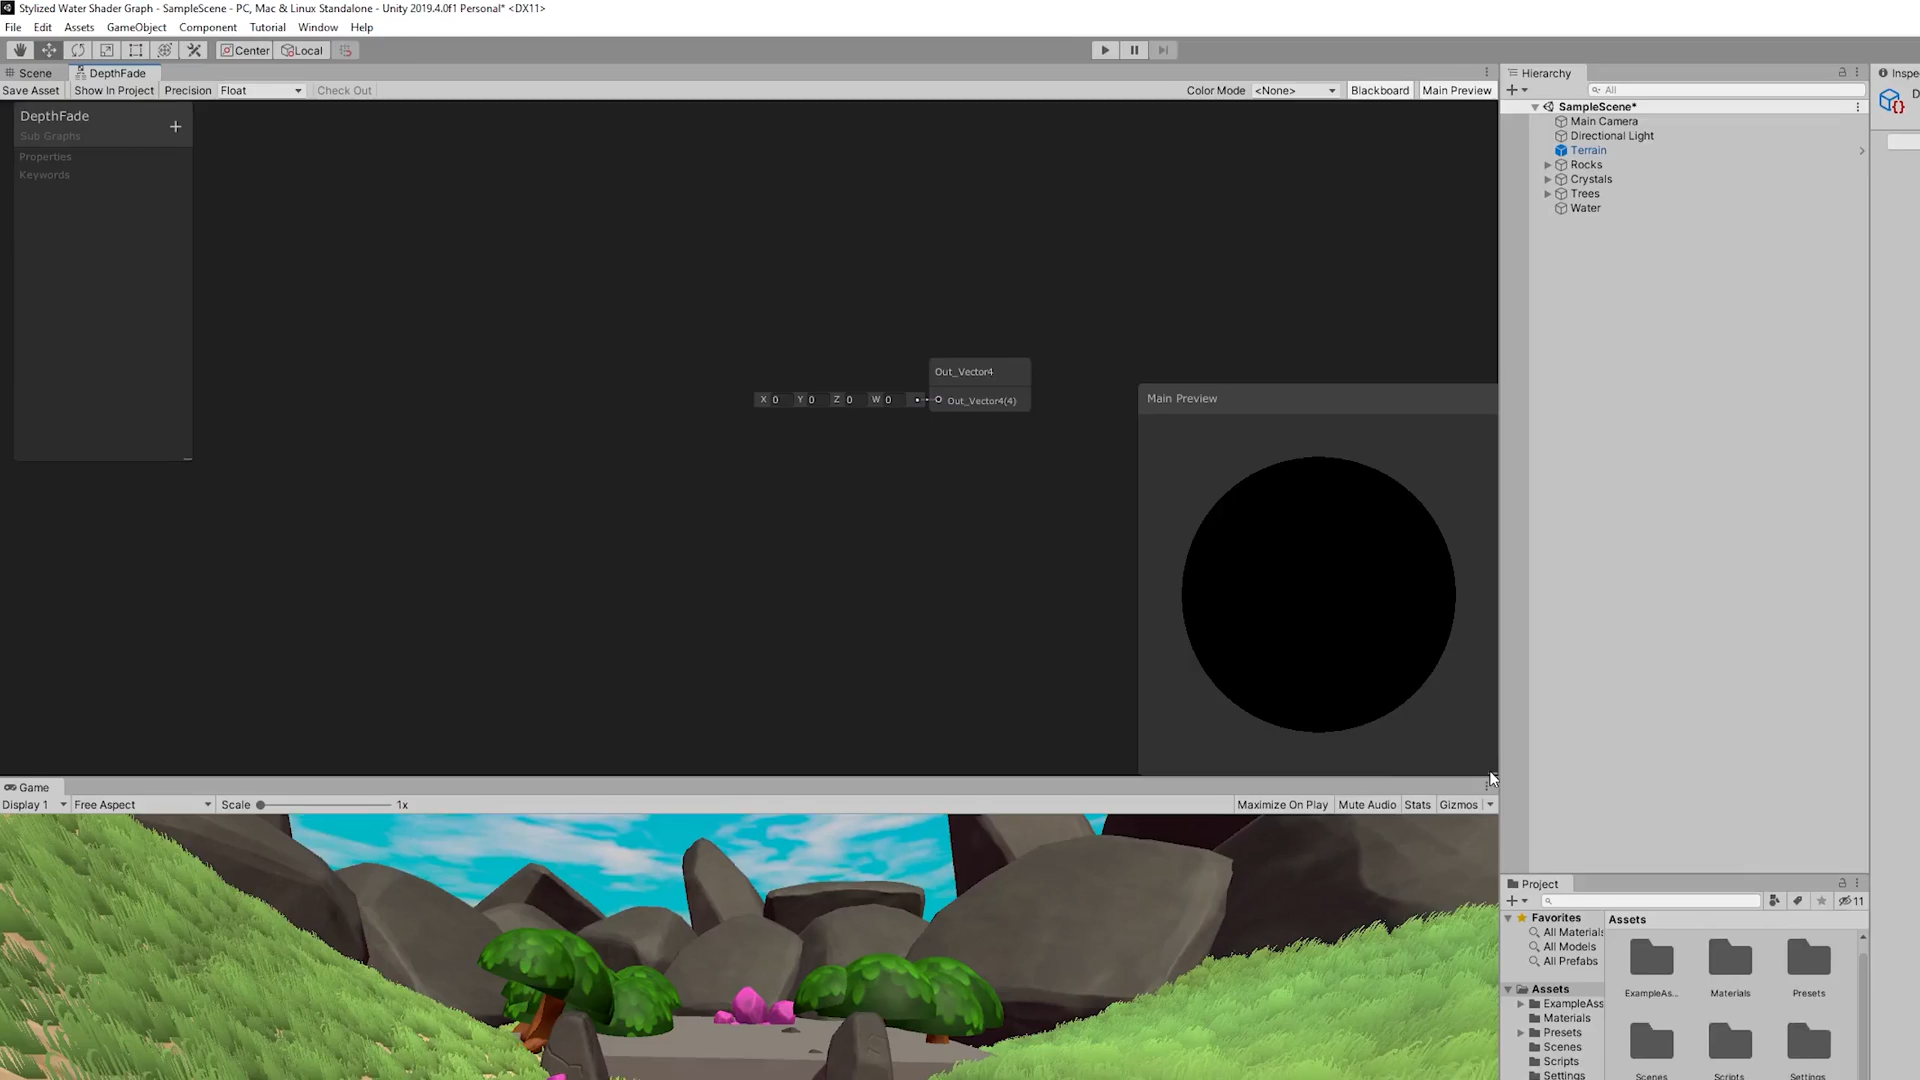 Stylized Water Shader Graph - SampleScene - PC, Mac & Linux Standalone - Unity 2019.4.0f1 Personal* <DX11>
File Edit Assets GameObject Component Tutorial Window Help
Center Local
Scene DepthFade
Save Asset Show In Project Precision Float Check Out Color Mode <None> Blackboard Main Preview
DepthFade
Sub Graphs
Properties
Keywords
Out_Vector4
X 0 Y 0 Z 0 W 0 Out_Vector4(4)
Main Preview
Hierarchy
All
SampleScene*
Main Camera
Directional Light
Terrain
Rocks
Crystals
Trees
Water
Inspe
D
Game
Display 1 Free Aspect Scale 1x Maximize On Play Mute Audio Stats Gizmos
Project
11
Favorites
All Materials
All Models
All Prefabs
Assets
ExampleAss
Materials
Presets
Scenes
Scripts
Settings
Assets
ExampleAs... Materials Presets
Scenes Scripts Settings